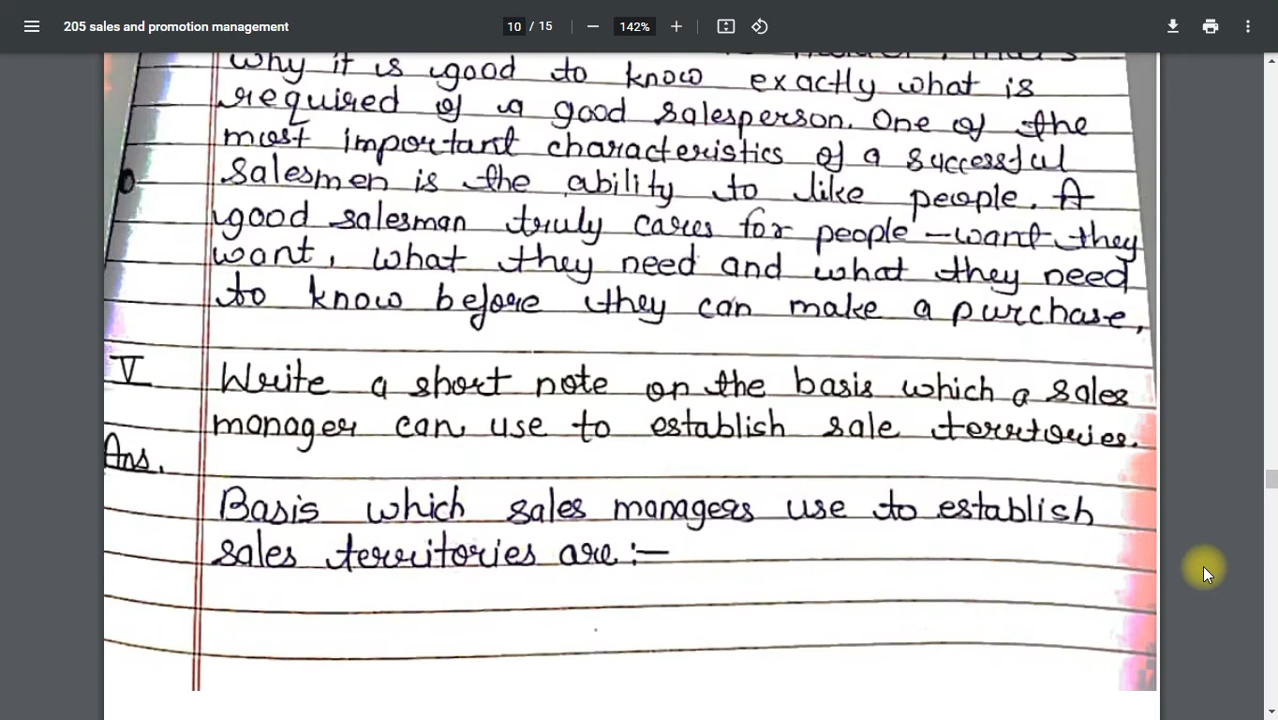 205 sales and promotion management
10 / 15
142%
why it is good to know exactly what is
required of a good salesperson. One of the
most important characteristics of a successful
salesmen is the ability to like people. A
good salesman truly cares for people - want they
want, what they need and what they need
to know before they can make a purchase,
V Write a short note on the basis which a sales
manager can use to establish sale territories.
Ans.
Basis which sales managers use to establish
sales territories are :-